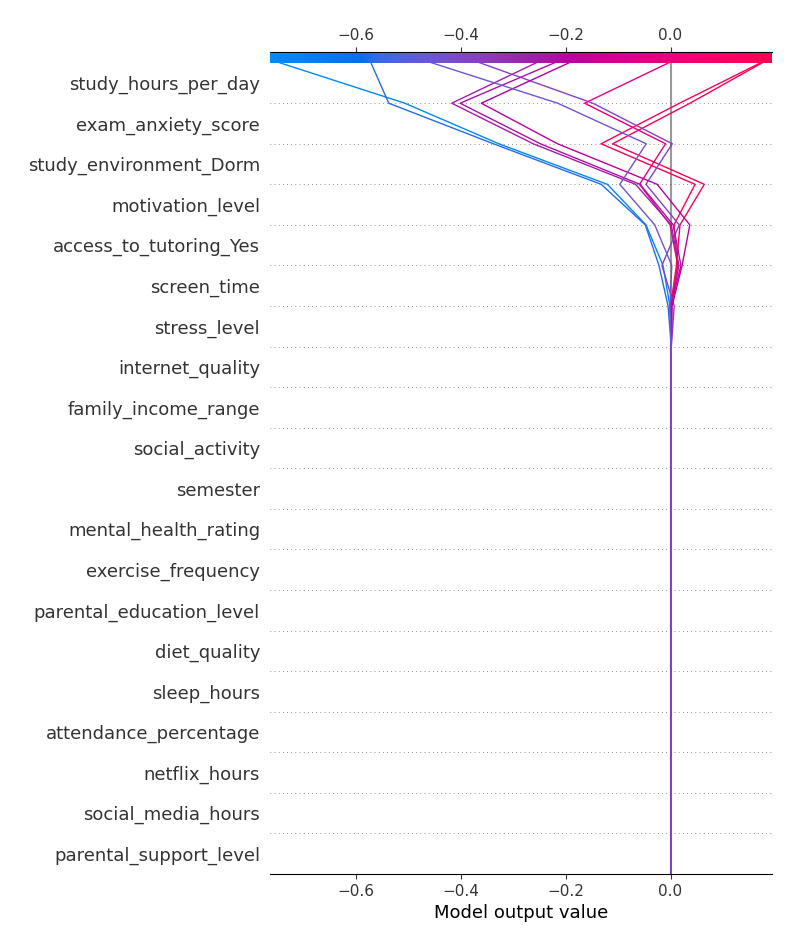 −0.6 −0.4 −0.2 0.0
study_hours_per_day
exam_anxiety_score
study_environment_Dorm
motivation_level
access_to_tutoring_Yes
screen_time
stress_level
internet_quality
family_income_range
social_activity
semester
mental_health_rating
exercise_frequency
parental_education_level
diet_quality
sleep_hours
attendance_percentage
netflix_hours
social_media_hours
parental_support_level
−0.6 −0.4 −0.2 0.0
Model output value